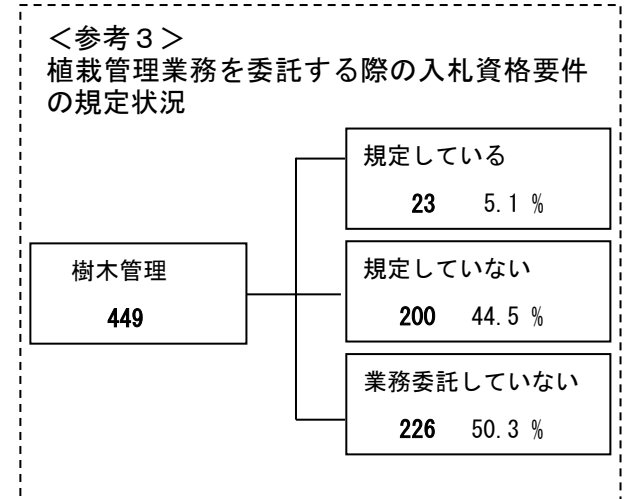 ＜参考３＞
植栽管理業務を委託する際の入札資格要件
の規定状況
規定している
23 5.1 %
樹木管理
449
規定していない
200 44.5 %
業務委託していない
226 50.3 %